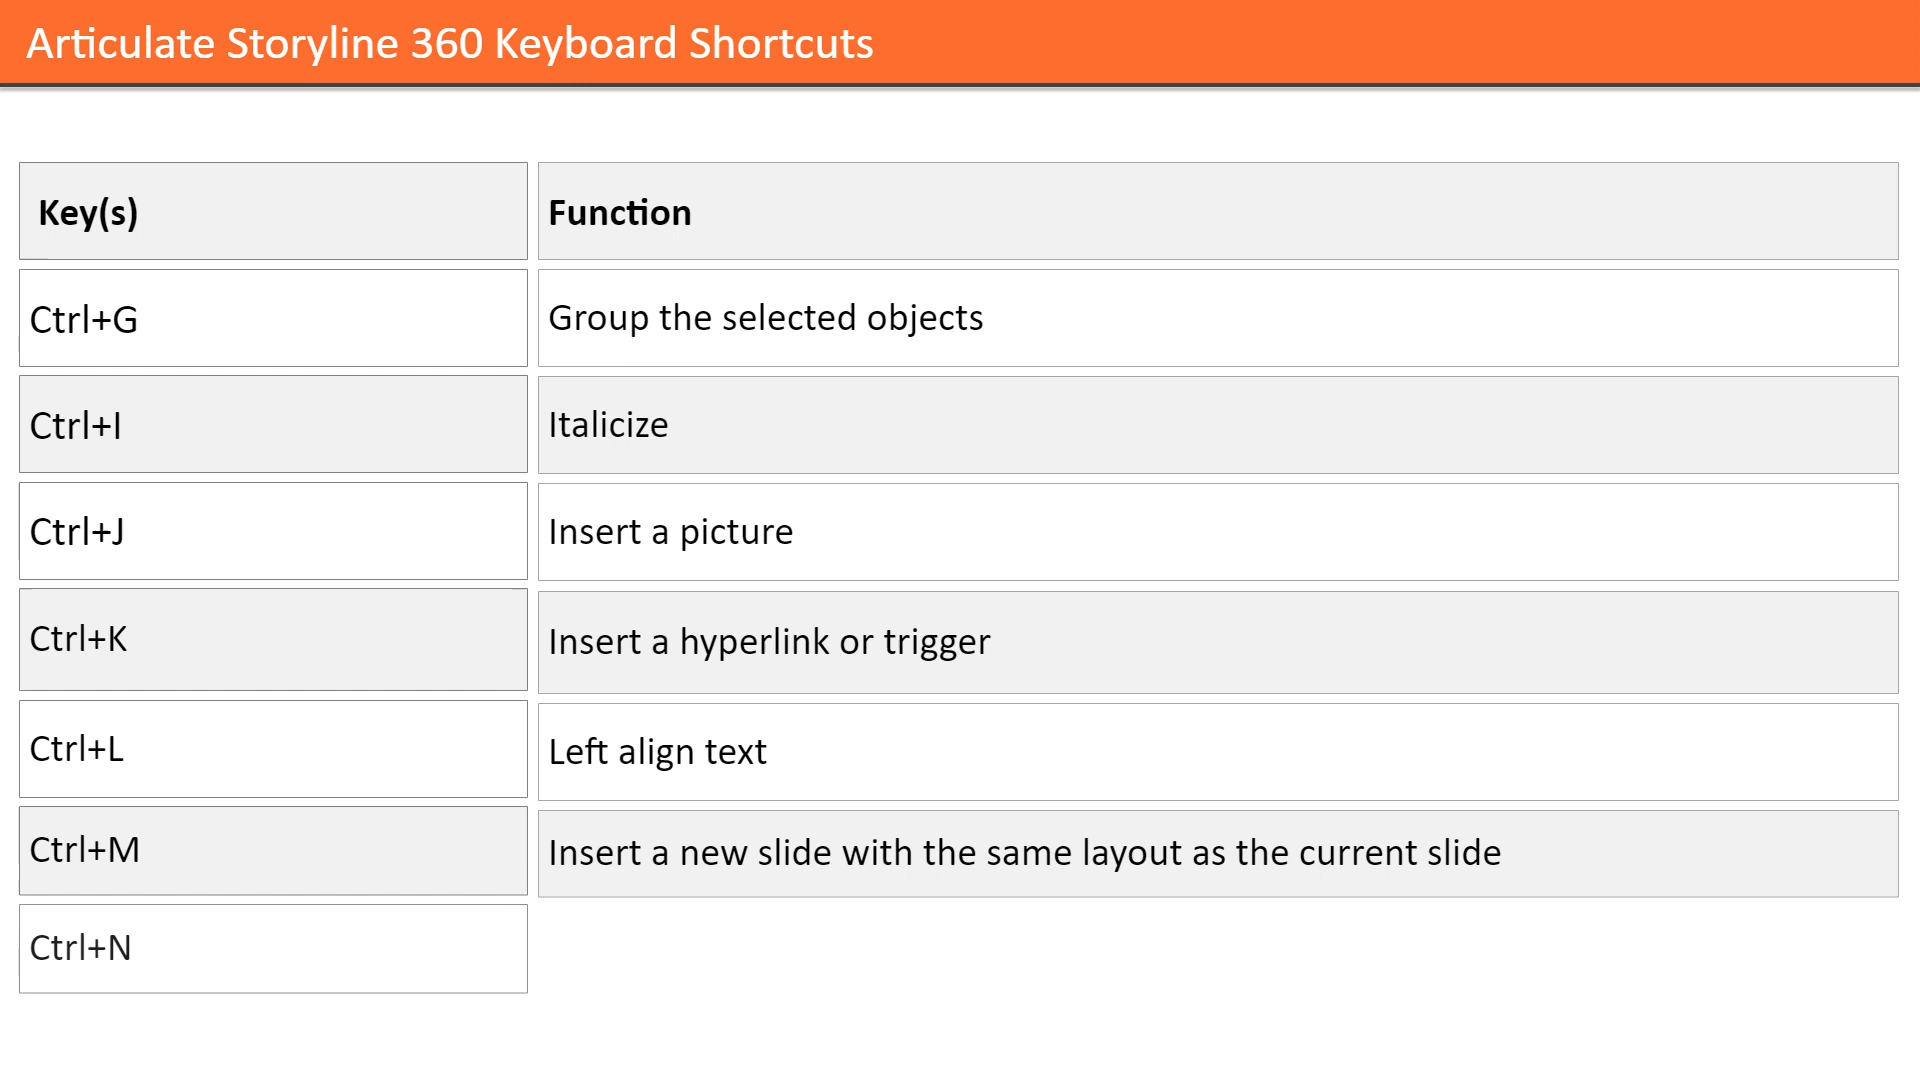 Articulate Storyline 360 Keyboard Shortcuts
Key(s) Function
Ctrl+G Group the selected objects
Ctrl+I Italicize
Ctrl+J Insert a picture
Ctrl+K Insert a hyperlink or trigger
Ctrl+L Left align text
Ctrl+M Insert a new slide with the same layout as the current slide
Ctrl+N